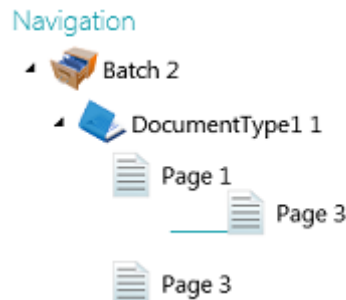 Navigation
Batch 2
DocumentType1 1
Page 1
Page 3
Page 3